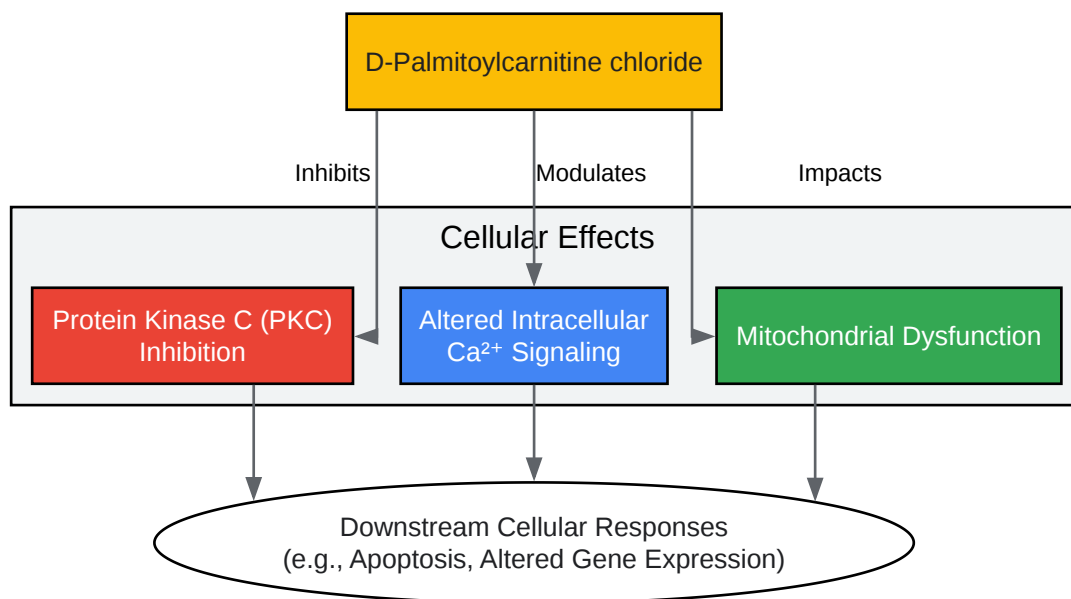 D-Palmitoylcarnitine chloride
Inhibits
Modulates
Impacts
Cellular Effects
Protein Kinase C (PKC)
Inhibition
Altered Intracellular
Ca²⁺ Signaling
Mitochondrial Dysfunction
Downstream Cellular Responses
(e.g., Apoptosis, Altered Gene Expression)